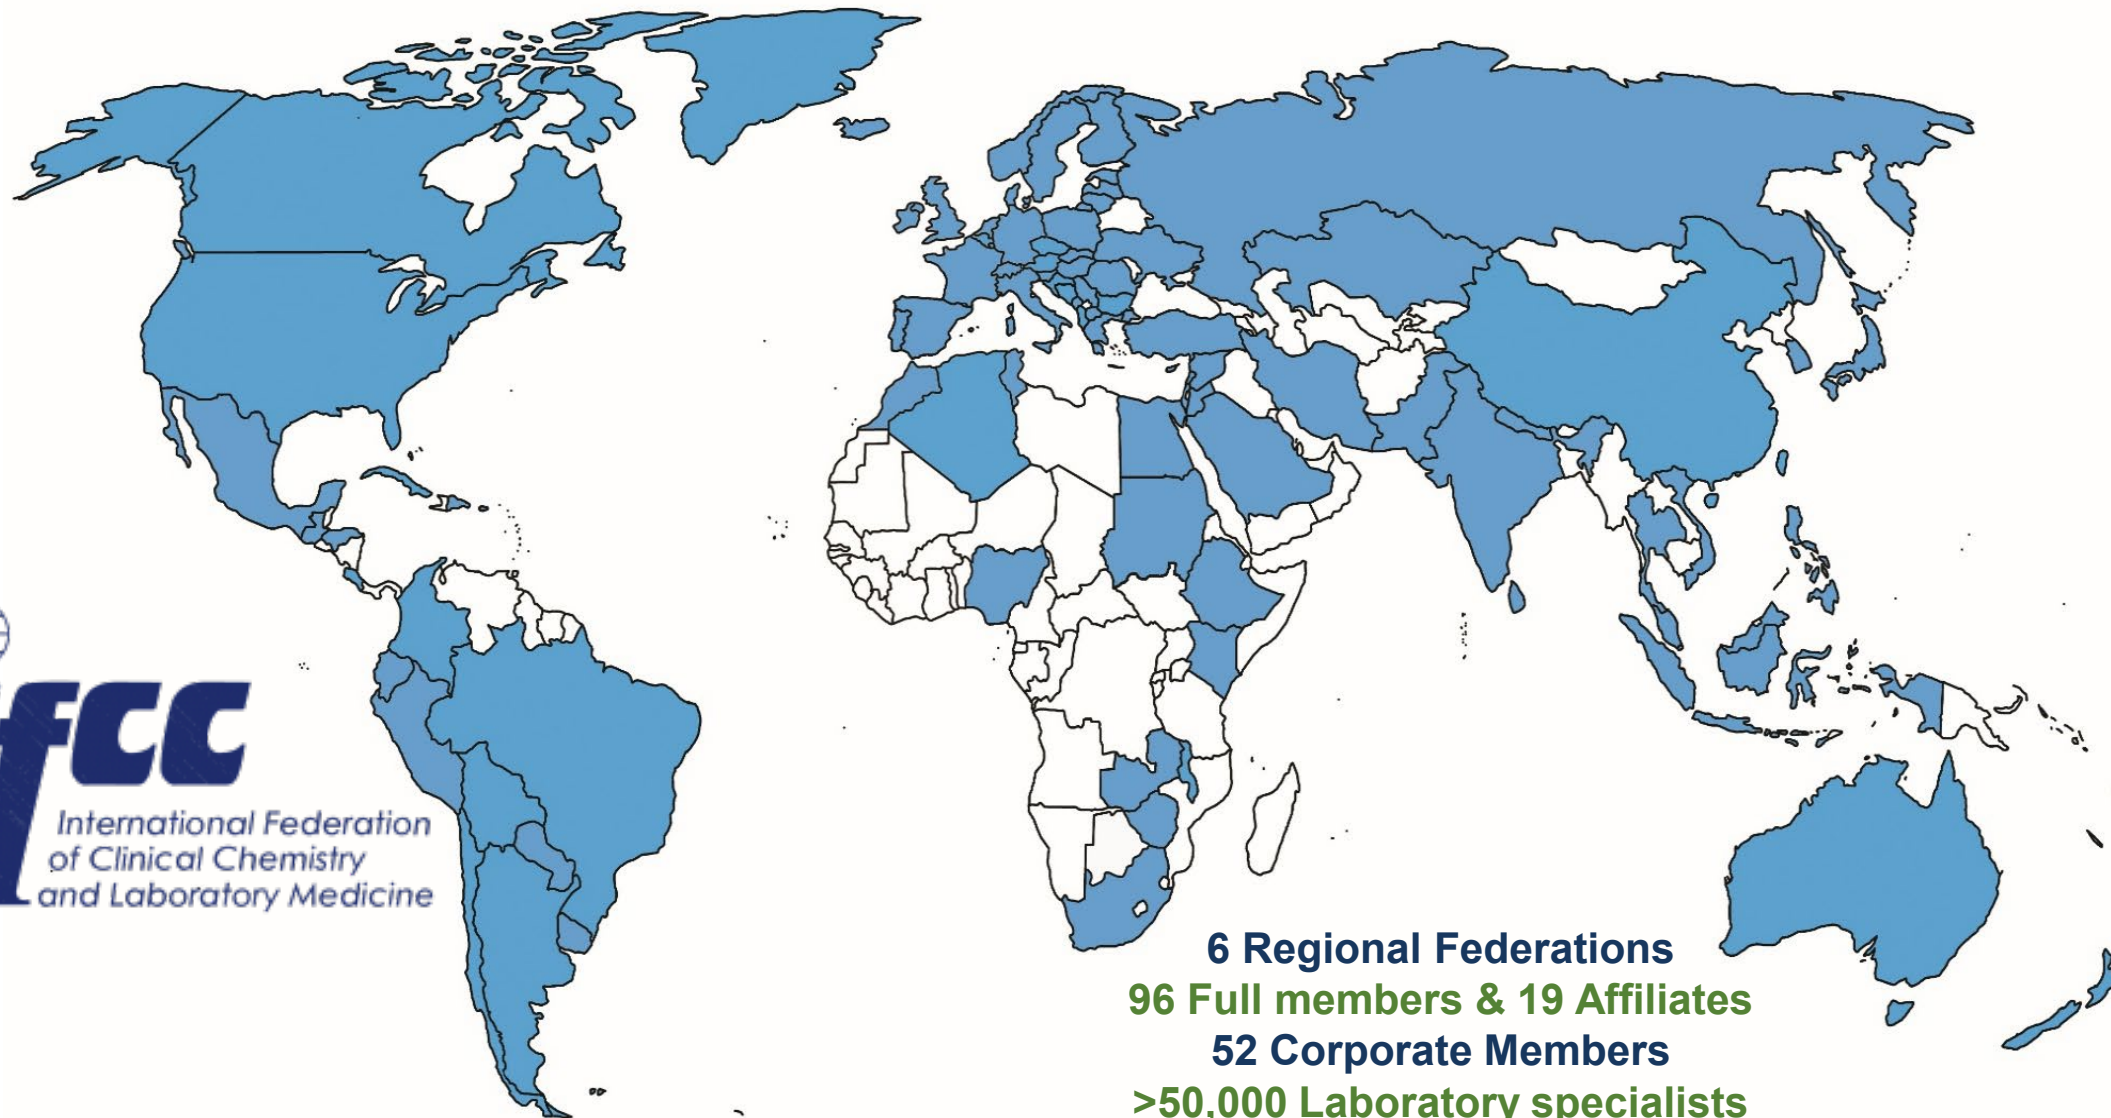 ifcc
International Federation
of Clinical Chemistry
and Laboratory Medicine
6 Regional Federations
96 Full members & 19 Affiliates
52 Corporate Members
>50,000 Laboratory specialists